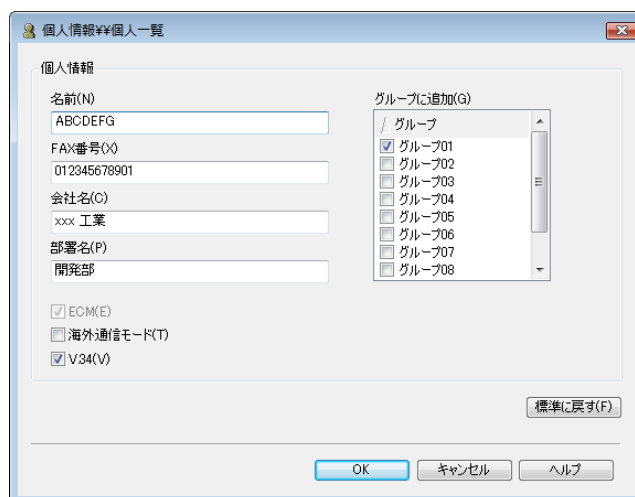 個人情報¥¥個人一覧
個人情報
名前(N)
ABCDEFG
FAX番号(X)
012345678901
会社名(C)
xxx 工業
部署名(P)
開発部
ECM(E)
海外通信モード(T)
V.34(V)
グループに追加(G)
/ グループ
グループ01
グループ02
グループ03
グループ04
グループ05
グループ06
グループ07
グループ08
標準に戻す(F)
OK
キャンセル
ヘルプ